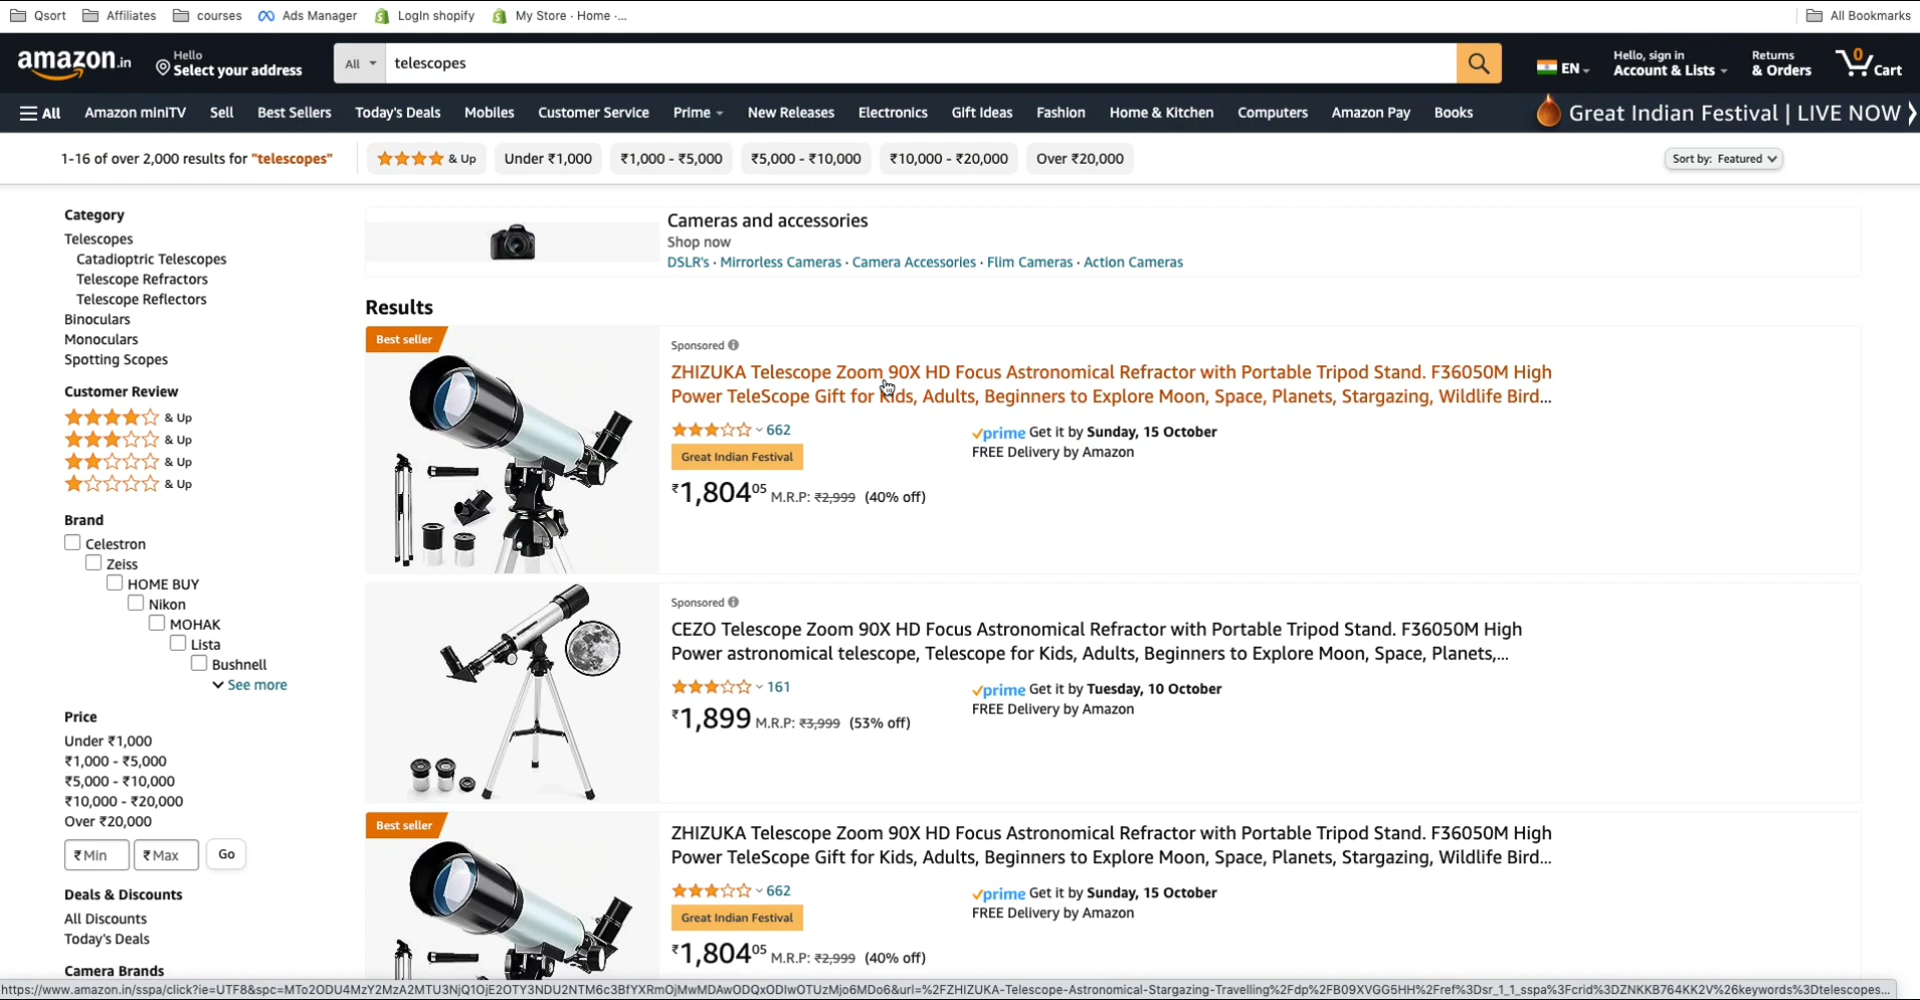 Qsort Affiliates courses Ads Manager LogIn shopify My Store · Home ·... All Bookmarks
amazon.in Hello Select your address All telescopes EN Hello, sign in Account & Lists Returns & Orders 0 Cart
All Amazon miniTV Sell Best Sellers Today's Deals Mobiles Customer Service Prime New Releases Electronics Gift Ideas Fashion Home & Kitchen Computers Amazon Pay Books Great Indian Festival | LIVE NOW
1-16 of over 2,000 results for "telescopes" & Up Under ₹1,000 ₹1,000 - ₹5,000 ₹5,000 - ₹10,000 ₹10,000 - ₹20,000 Over ₹20,000 Sort by: Featured
Category
Telescopes
Catadioptric Telescopes
Telescope Refractors
Telescope Reflectors
Binoculars
Monoculars
Spotting Scopes
Customer Review
& Up
& Up
& Up
& Up
Brand
Celestron
Zeiss
HOME BUY
Nikon
MOHAK
Lista
Bushnell
See more
Price
Under ₹1,000
₹1,000 - ₹5,000
₹5,000 - ₹10,000
₹10,000 - ₹20,000
Over ₹20,000
₹ Min ₹ Max Go
Deals & Discounts
All Discounts
Today's Deals
Camera Brands
Cameras and accessories
Shop now
DSLR's · Mirrorless Cameras · Camera Accessories · Flim Cameras · Action Cameras
Results
Best seller
Sponsored
ZHIZUKA Telescope Zoom 90X HD Focus Astronomical Refractor with Portable Tripod Stand. F36050M High
Power TeleScope Gift for Kids, Adults, Beginners to Explore Moon, Space, Planets, Stargazing, Wildlife Bird...
662
Great Indian Festival
₹1,80405 M.R.P: ₹2,999 (40% off)
prime Get it by Sunday, 15 October
FREE Delivery by Amazon
Sponsored
CEZO Telescope Zoom 90X HD Focus Astronomical Refractor with Portable Tripod Stand. F36050M High
Power astronomical telescope, Telescope for Kids, Adults, Beginners to Explore Moon, Space, Planets,...
161
₹1,899 M.R.P: ₹3,999 (53% off)
prime Get it by Tuesday, 10 October
FREE Delivery by Amazon
Best seller
ZHIZUKA Telescope Zoom 90X HD Focus Astronomical Refractor with Portable Tripod Stand. F36050M High
Power TeleScope Gift for Kids, Adults, Beginners to Explore Moon, Space, Planets, Stargazing, Wildlife Bird...
662
Great Indian Festival
₹1,80405 M.R.P: ₹2,999 (40% off)
prime Get it by Sunday, 15 October
FREE Delivery by Amazon